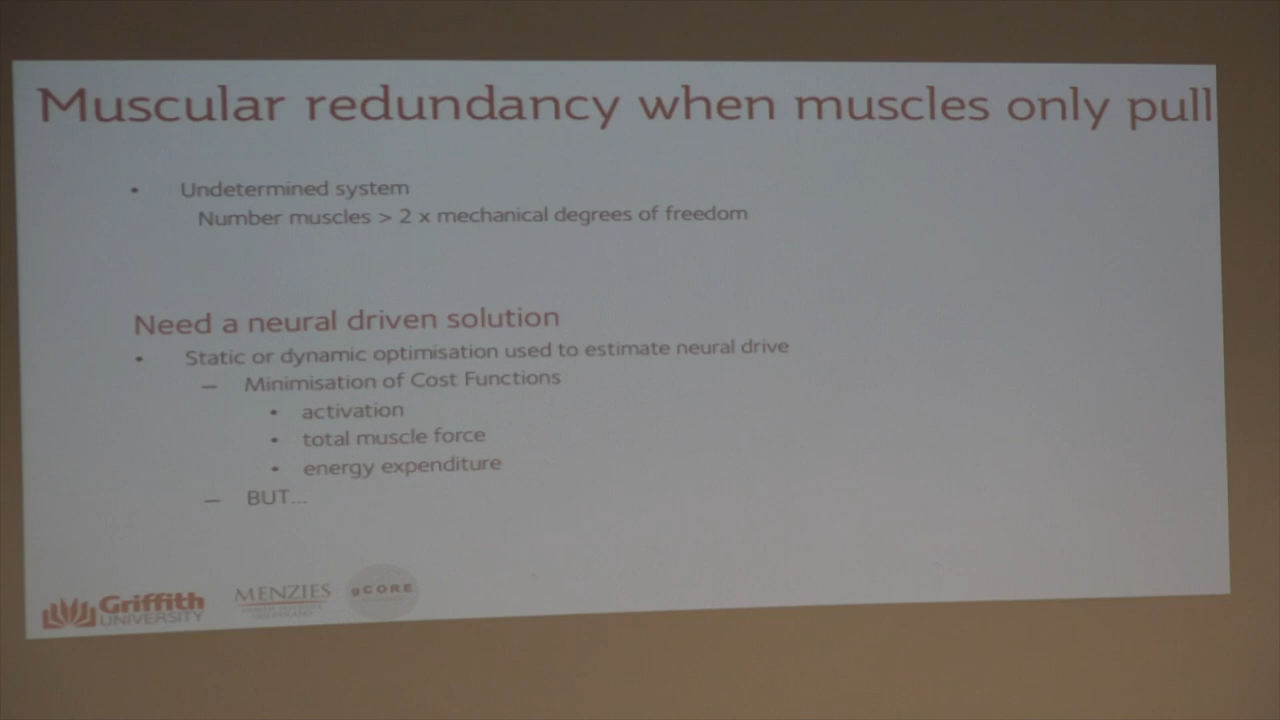 Muscular redundancy when muscles only pull
• Undetermined system
Number muscles > 2 x mechanical degrees of freedom
Need a neural driven solution
• Static or dynamic optimisation used to estimate neural drive
– Minimisation of Cost Functions
• activation
• total muscle force
• energy expenditure
– BUT...
Griffith
UNIVERSITY
MENZIES
QUEENSLAND
gCORE